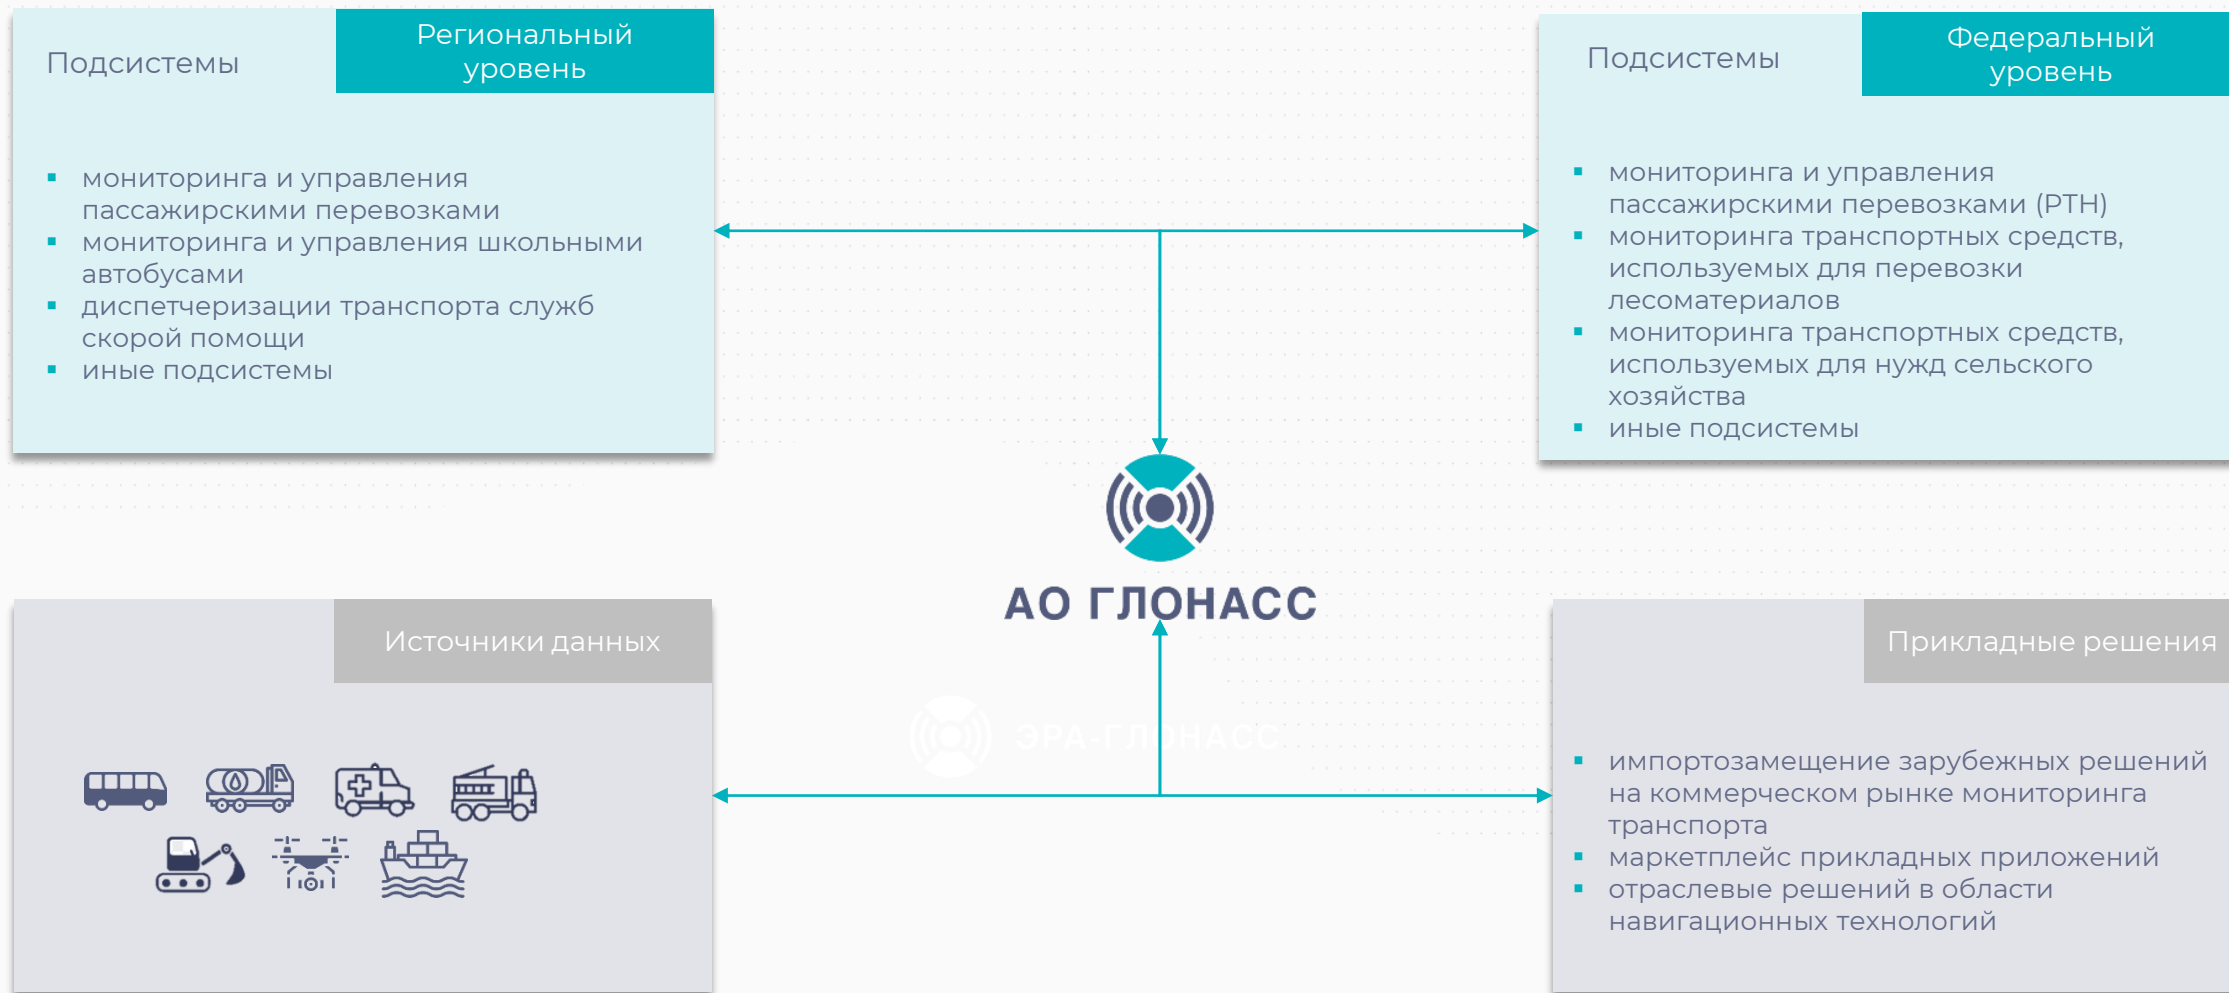 Подсистемы
Региональный
уровень
мониторинга и управления
пассажирскими перевозками
мониторинга и управления школьными
автобусами
диспетчеризации транспорта служб
скорой помощи
иные подсистемы
Подсистемы
Федеральный
уровень
мониторинга и управления
пассажирскими перевозками (РТН)
мониторинга транспортных средств,
используемых для перевозки
лесоматериалов
мониторинга транспортных средств,
используемых для нужд сельского
хозяйства
иные подсистемы
АО ГЛОНАСС
ЭРА-ГЛОНАСС
Источники данных
Прикладные решения
импортозамещение зарубежных решений
на коммерческом рынке мониторинга
транспорта
маркетплейс прикладных приложений
отраслевые решений в области
навигационных технологий